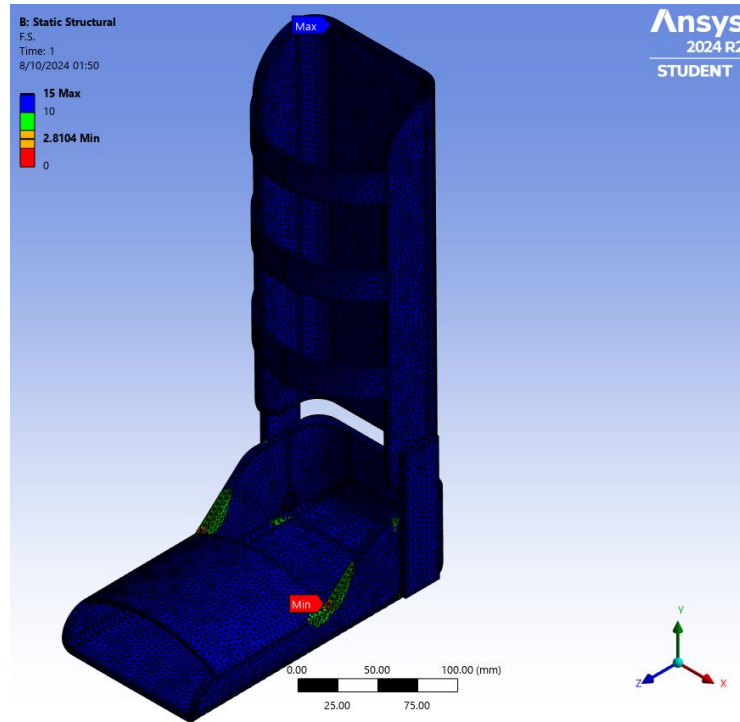 B: Static Structural
F.S.
Time: 1
8/10/2024 01:50
15 Max
10
2.8104 Min
0
Max
Ansys
2024 R2
STUDENT
Min
0.00 50.00 100.00 (mm)
25.00 75.00
Y
Z X